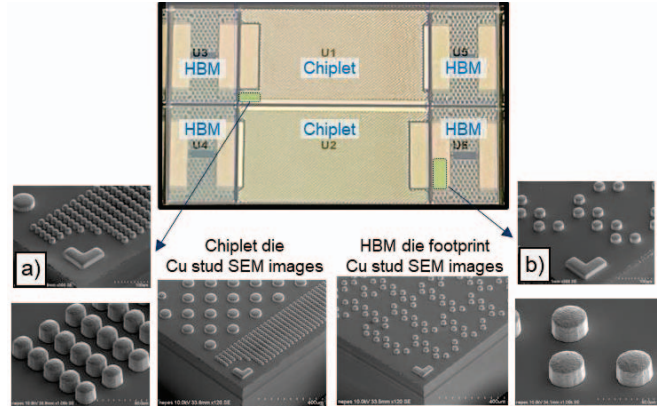 U3
HBM
U1
Chiplet
U5
HBM
HBM
U4
Chiplet
U2
HBM
U6
a)
Chiplet die
Cu stud SEM images
HBM die footprint
Cu stud SEM images
b)